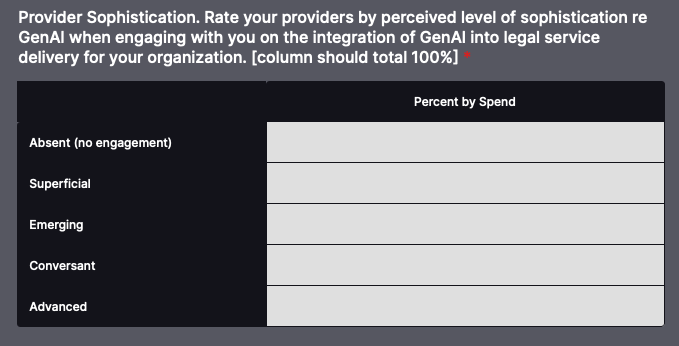 Provider Sophistication. Rate your providers by perceived level of sophistication re
GenAI when engaging with you on the integration of GenAI into legal service
delivery for your organization. [column should total 100%] *
Percent by Spend
Absent (no engagement)
Superficial
Emerging
Conversant
Advanced